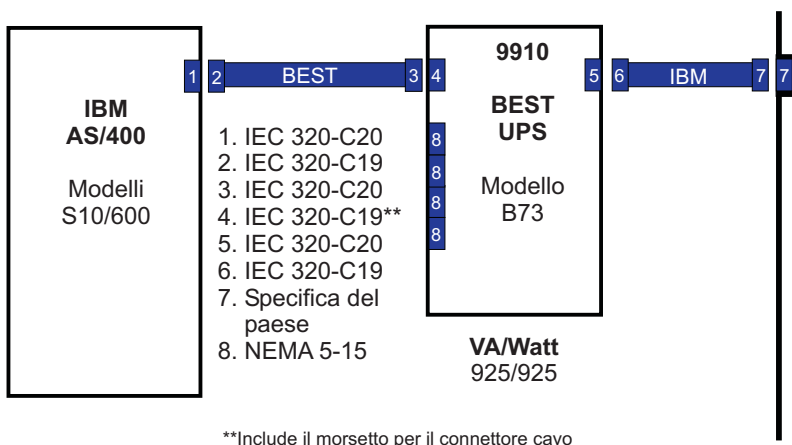 1 2 BEST 3 4
5 6 IBM 7 7
IBM
AS/400
Modelli
S10/600
1. IEC 320-C20
2. IEC 320-C19
3. IEC 320-C20
4. IEC 320-C19**
5. IEC 320-C20
6. IEC 320-C19
7. Specifica del
paese
8. NEMA 5-15
8
8
8
8
9910
BEST
UPS
Modello
B73
VA/Watt
925/925
**Include il morsetto per il connettore cavo